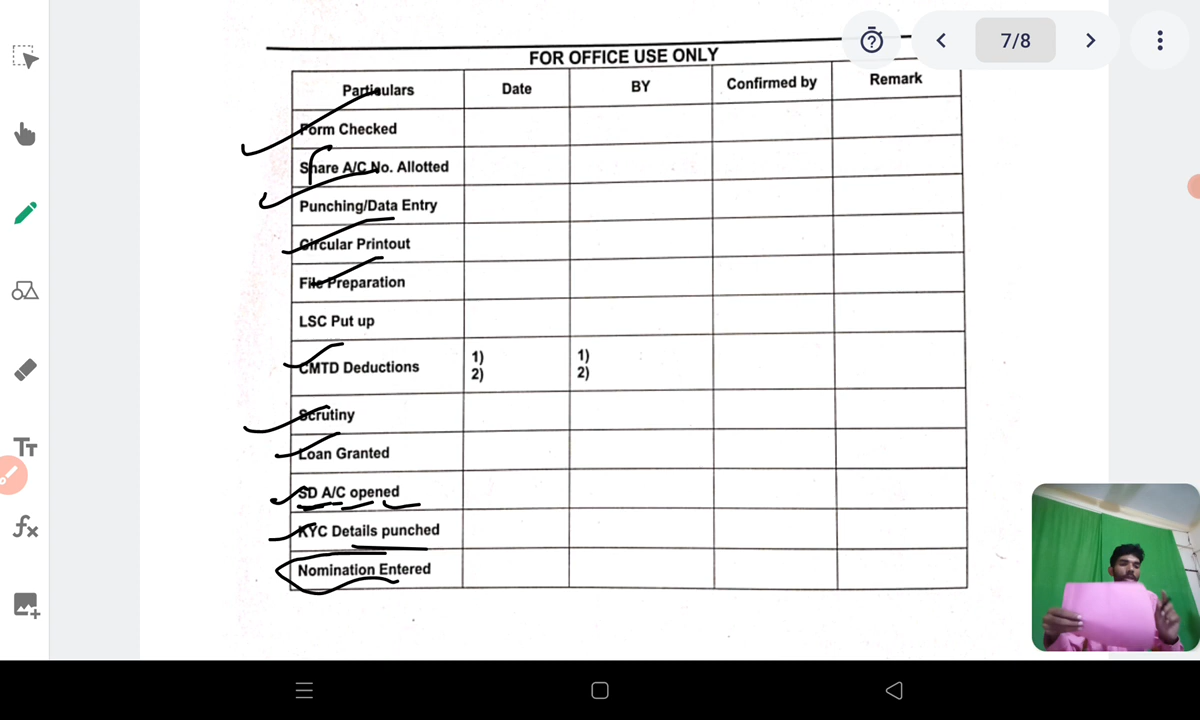 7/8
FOR OFFICE USE ONLY
Particulars Date BY Confirmed by Remark
Form Checked
Share A/C No. Allotted
Punching/Data Entry
Circular Printout
File Preparation
LSC Put up
CMTD Deductions 1) 1)
2) 2)
Scrutiny
Loan Granted
SD A/C opened
KYC Details punched
Nomination Entered
TT
fx